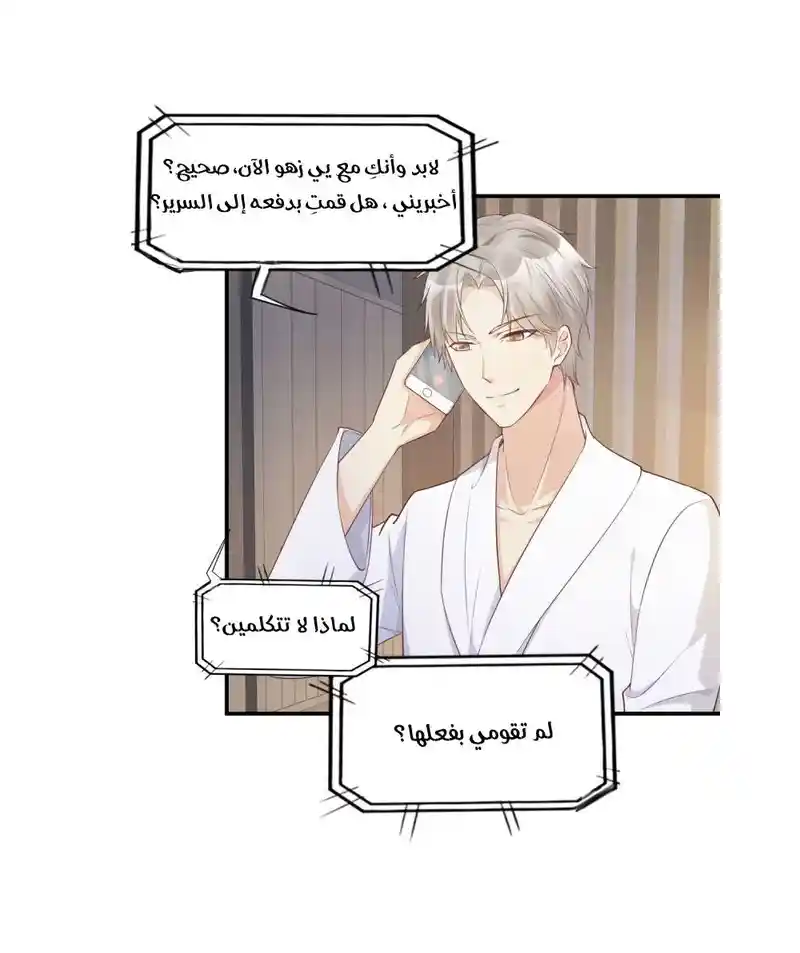 لابد وأنكِ مع يي زهو الآن، صحيح؟
أخبريني ، هل قمتِ بدفعه إلى السرير؟
لماذا لا تتكلمين؟
لم تقومي بفعلها؟